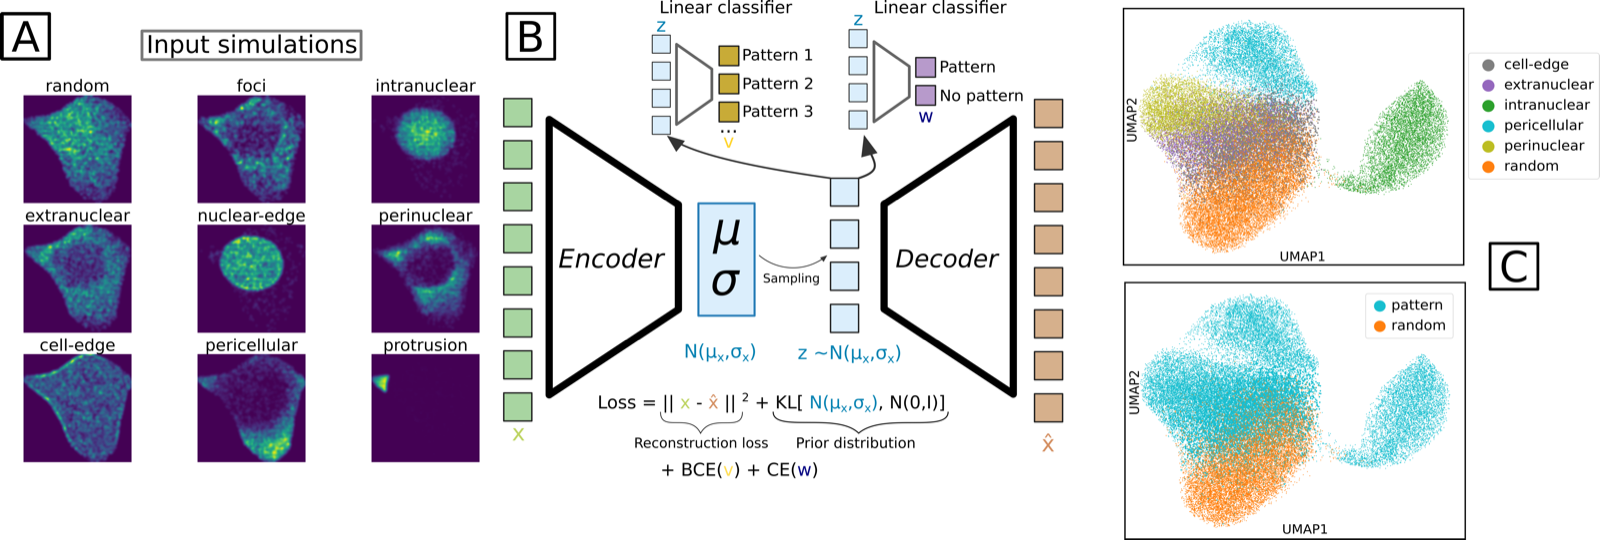 A
Input simulations
random foci intranuclear
extranuclear nuclear-edge perinuclear
cell-edge pericellular protrusion
B
Linear classifier
z
Pattern 1
Pattern 2
Pattern 3
...
v
Linear classifier
z
Pattern
No pattern
w
Encoder
μ
σ
Sampling
Decoder
N(μₓ,σₓ)
z ~N(μₓ,σₓ)
x
x̂
Loss = || x - x̂ || ² + KL[ N(μₓ,σₓ), N(0,I)]
Reconstruction loss Prior distribution
+ BCE(v) + CE(w)
UMAP2
UMAP1
cell-edge
extranuclear
intranuclear
pericellular
perinuclear
random
C
UMAP2
UMAP1
pattern
random